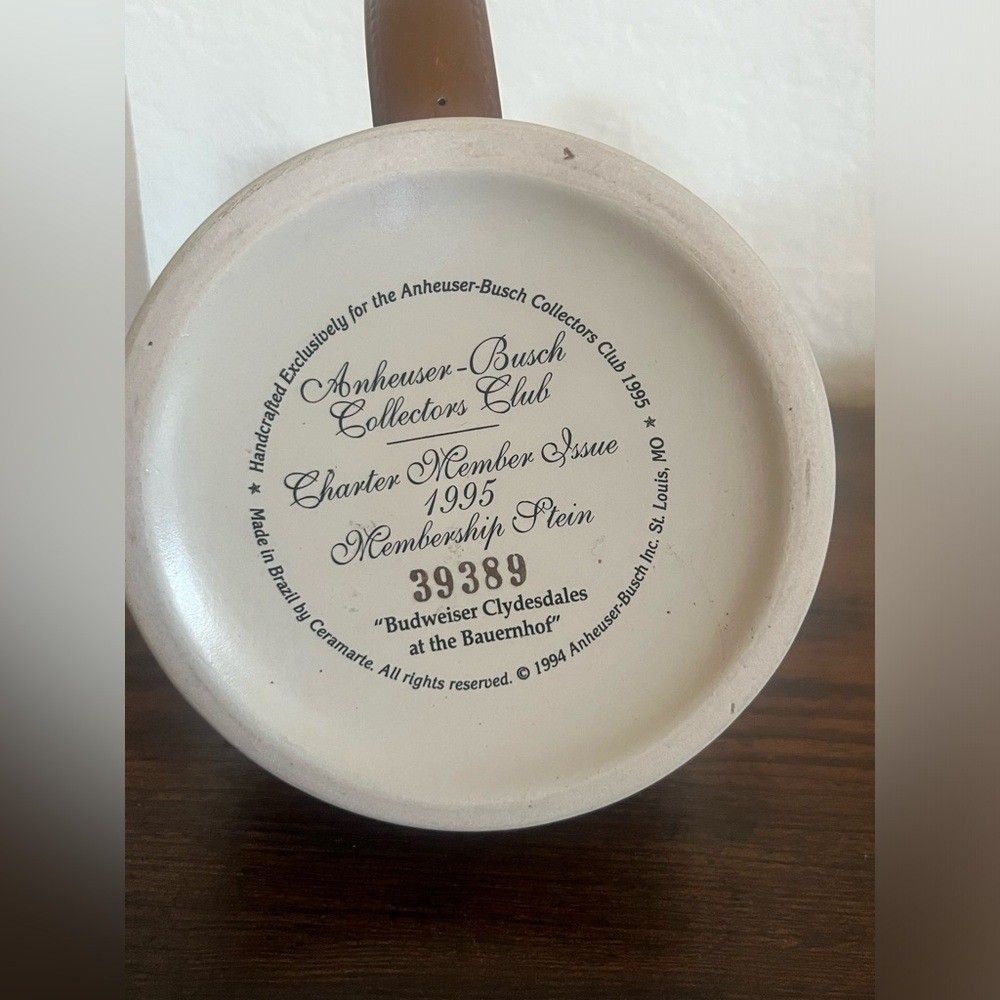 ★ Handcrafted Exclusively for the Anheuser-Busch Collectors Club 1995 ★
Anheuser-Busch
Collectors Club
Charter Member Issue
1995
Membership Stein
39389
"Budweiser Clydesdales
at the Bauernhof"
Made in Brazil by Ceramarte. All rights reserved. © 1994 Anheuser-Busch Inc. St. Louis, MO